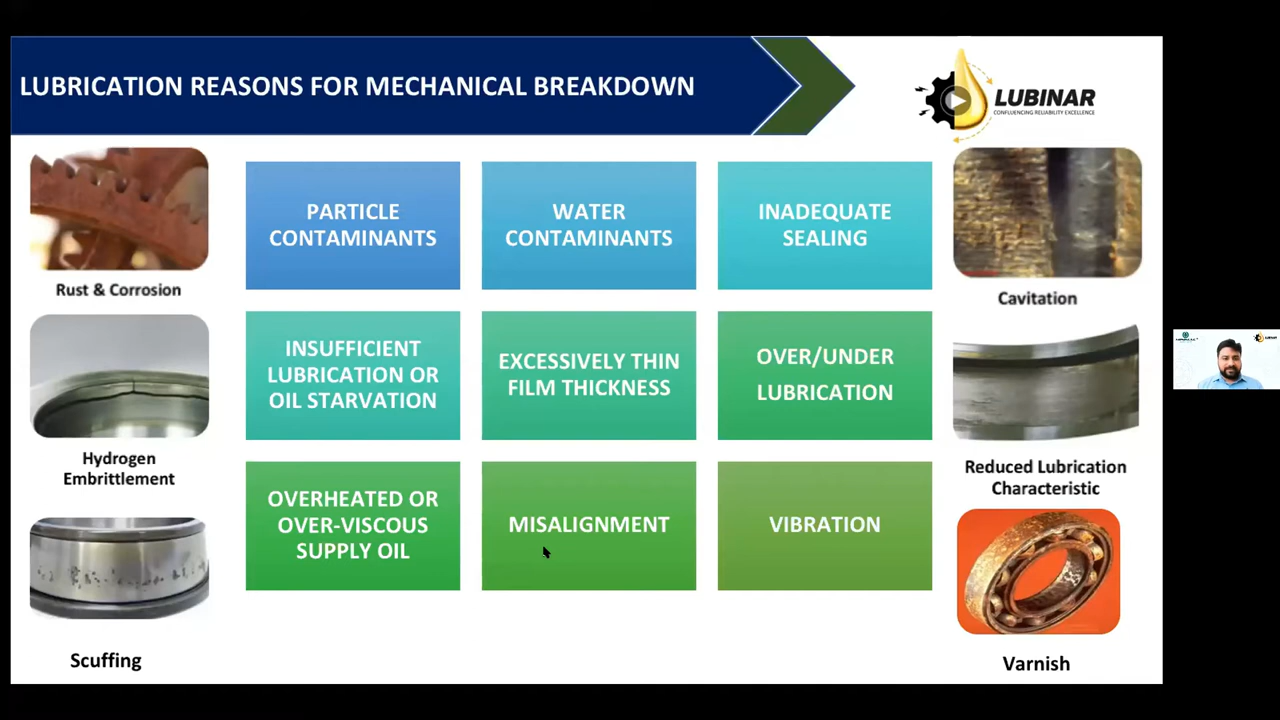 LUBRICATION REASONS FOR MECHANICAL BREAKDOWN
LUBINAR
CONFLUENCING RELIABILITY EXCELLENCE
Rust & Corrosion
Hydrogen
Embrittlement
Scuffing
PARTICLE
CONTAMINANTS
WATER
CONTAMINANTS
INADEQUATE
SEALING
INSUFFICIENT
LUBRICATION OR
OIL STARVATION
EXCESSIVELY THIN
FILM THICKNESS
OVER/UNDER
LUBRICATION
OVERHEATED OR
OVER-VISCOUS
SUPPLY OIL
MISALIGNMENT
VIBRATION
Cavitation
Reduced Lubrication
Characteristic
Varnish